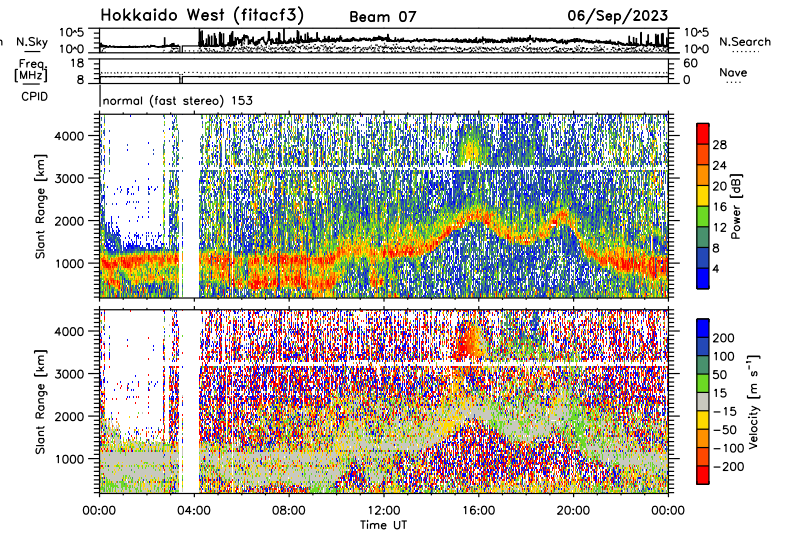 Hokkaido West (fitacf3) Beam 07 06/Sep/2023
n N.Sky 10^5 10^0 10^5 10^0 N.Search
Freq. [MHz] 18 8 60 0 Nave
CPID normal (fast stereo) 153
Slant Range [km]
4000
3000
2000
1000
28
24
20
16
12
8
4
Power [dB]
Slant Range [km]
4000
3000
2000
1000
200
100
50
15
-15
-50
-100
-200
Velocity [m s⁻¹]
00:00 04:00 08:00 12:00 16:00 20:00 00:00
Time UT